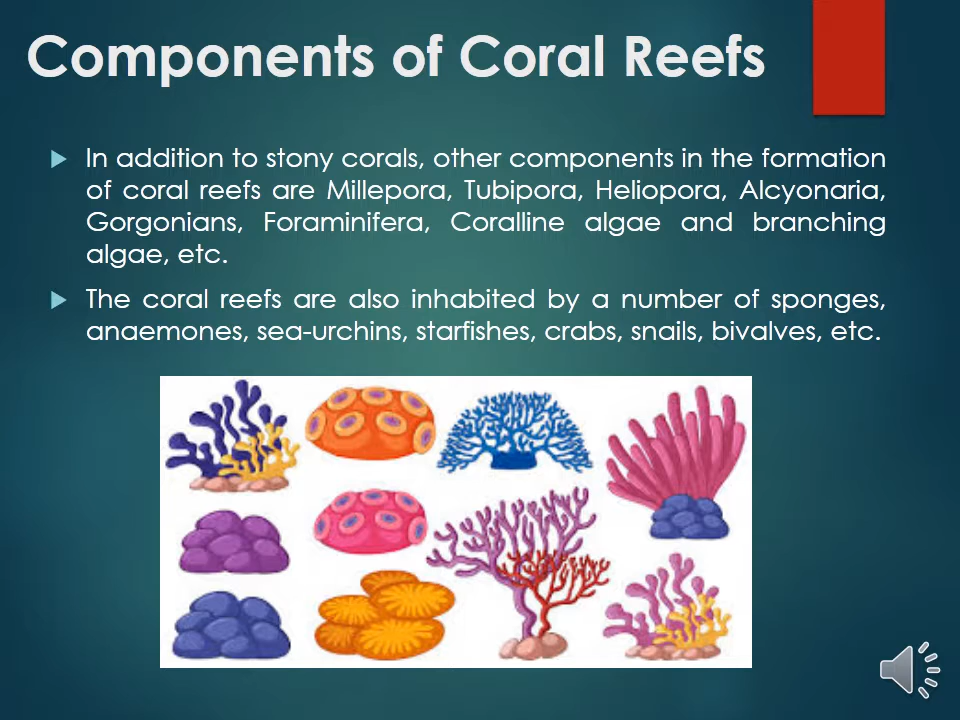 Components of Coral Reefs
In addition to stony corals, other components in the formation
of coral reefs are Millepora, Tubipora, Heliopora, Alcyonaria,
Gorgonians, Foraminifera, Coralline algae and branching
algae, etc.
The coral reefs are also inhabited by a number of sponges,
anaemones, sea-urchins, starfishes, crabs, snails, bivalves, etc.